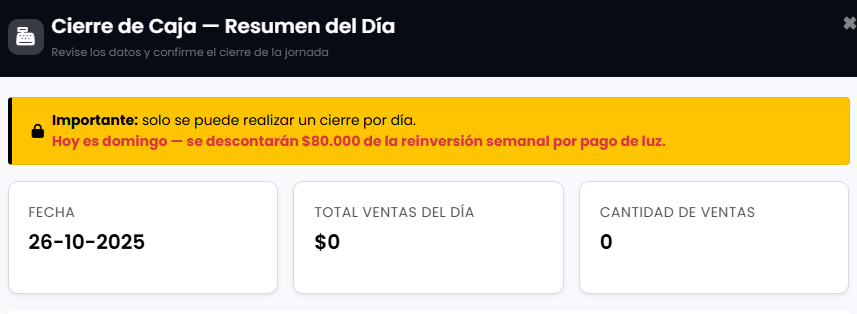 Cierre de Caja — Resumen del Día
Revise los datos y confirme el cierre de la jornada
Importante: solo se puede realizar un cierre por día.
Hoy es domingo — se descontarán $80.000 de la reinversión semanal por pago de luz.
FECHA
26-10-2025
TOTAL VENTAS DEL DÍA
$0
CANTIDAD DE VENTAS
0